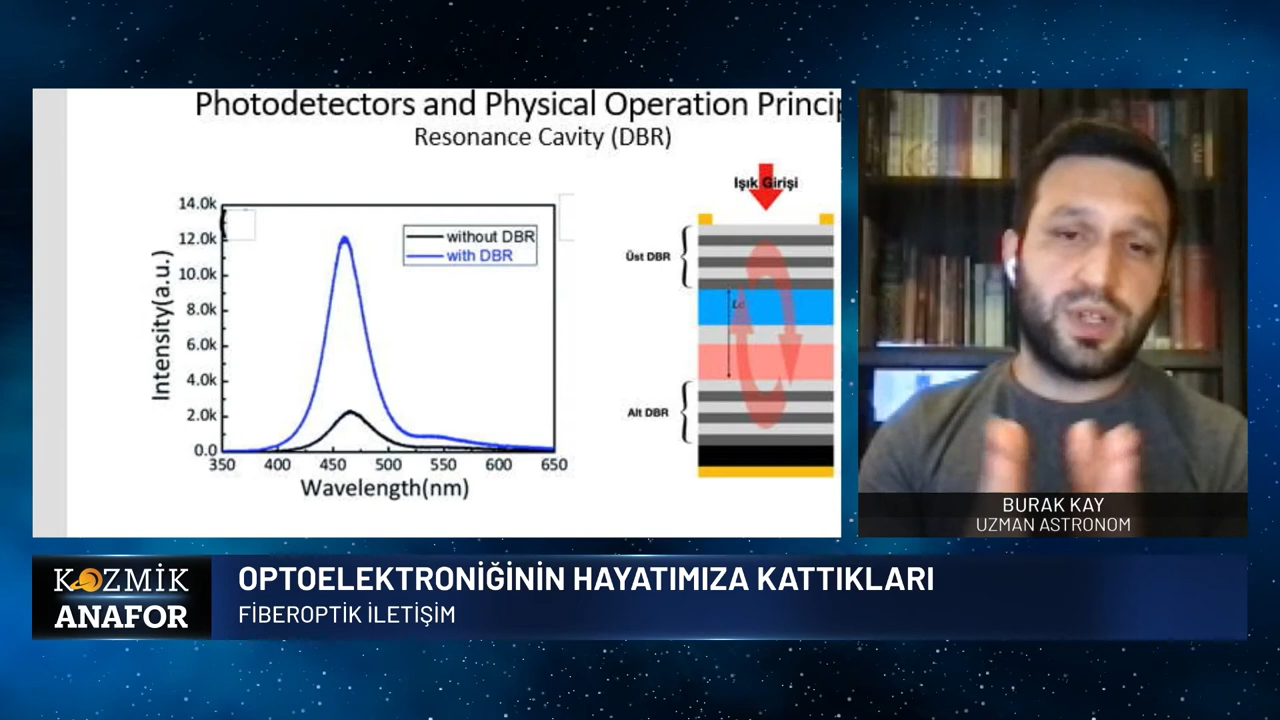 Photodetectors and Physical Operation Princip
Resonance Cavity (DBR)
14.0k
12.0k
10.0k
8.0k
6.0k
4.0k
2.0k
0.0
Intensity(a.u.)
without DBR
with DBR
350 400 450 500 550 600 650
Wavelength(nm)
Işık Girişi
Üst DBR
Alt DBR
BURAK KAY
UZMAN ASTRONOM
KOZMİK
ANAFOR
OPTOELEKTRONİĞİNİN HAYATIMIZA KATTIKLARI
FİBEROPTİK İLETİŞİM